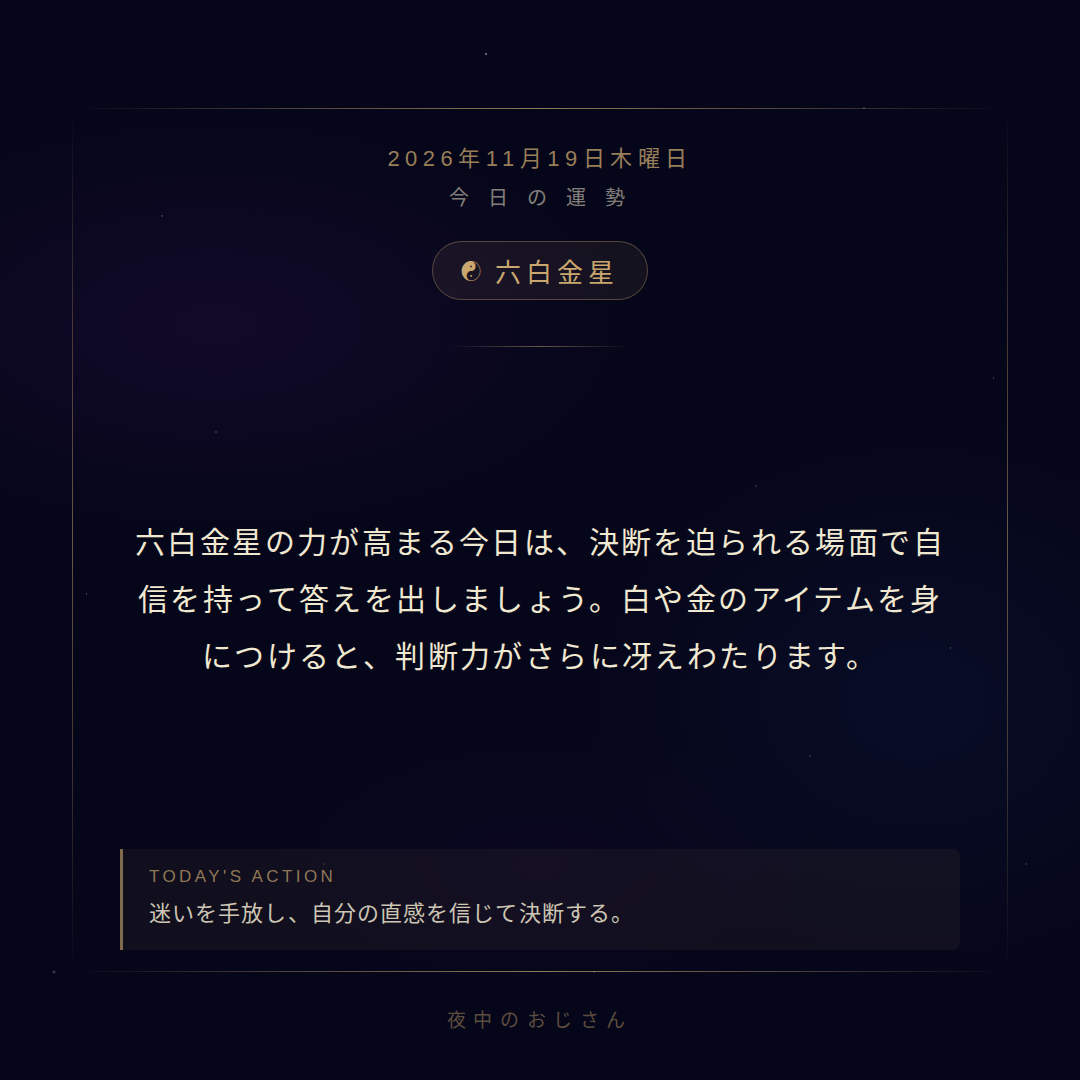 2026年11月19日木曜日
今日の運勢
☯ 六白金星
六白金星の力が高まる今日は、決断を迫られる場面で自
信を持って答えを出しましょう。白や金のアイテムを身
につけると、判断力がさらに冴えわたります。
TODAY'S ACTION
迷いを手放し、自分の直感を信じて決断する。
夜中のおじさん